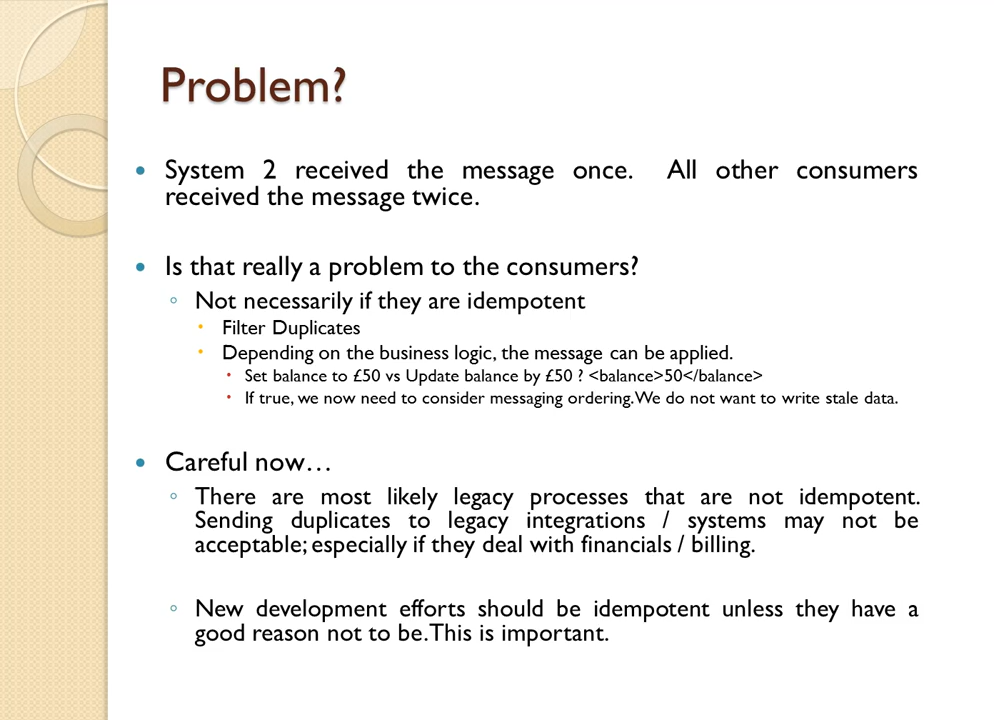 Problem?
System 2 received the message once. All other consumers
received the message twice.
Is that really a problem to the consumers?
Not necessarily if they are idempotent
Filter Duplicates
Depending on the business logic, the message can be applied.
Set balance to £50 vs Update balance by £50 ? <balance>50</balance>
If true, we now need to consider messaging ordering.We do not want to write stale data.
Careful now…
There are most likely legacy processes that are not idempotent.
Sending duplicates to legacy integrations / systems may not be
acceptable; especially if they deal with financials / billing.
New development efforts should be idempotent unless they have a
good reason not to be.This is important.